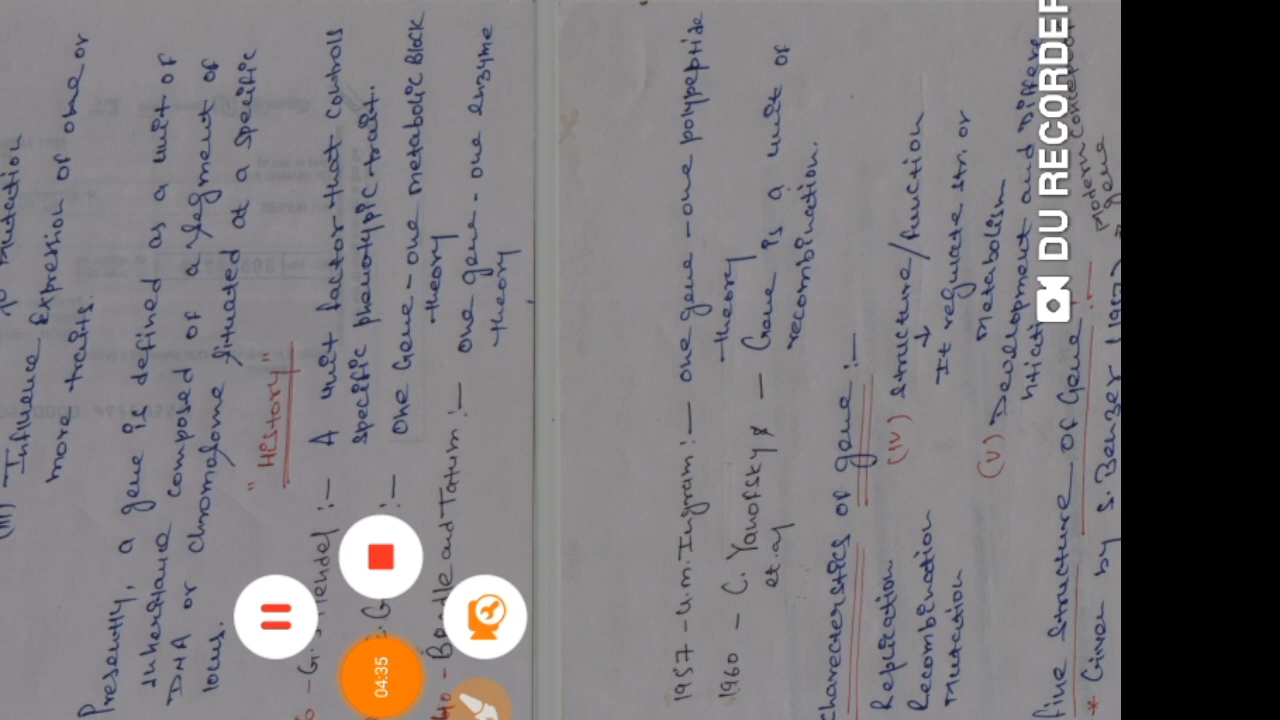 (III) Influence Expression of one or
more traits.
Presently, a gene is defined as a unit of
inheritance composed of a segment of
DNA or chromosome situated at a specific
locus.
"History"
G. J. Mendel :- A unit factor that controls
specific phenotypic trait.
:- one Gene - one metabolic Block
theory
and Tatum :- one gene - one enzyme
theory
1957 - Ingram :- one gene - one polypeptide
theory
1960 - C. Yanofsky - Gene is a unit of
et. al recombination.
characterstics of gene :-
Replication (IV) structure/function
Recombination It regulate str. or
Mutation Metabolism
(V) Development and
fine structure of Gene :- Modern concept of
gene
* Given by S. Benzer (1957)
DU RECORDER
04:35